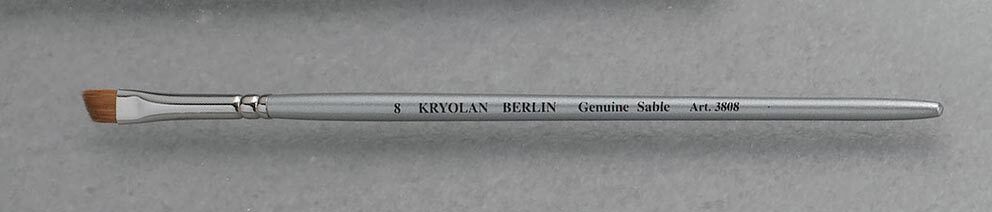 8 KRYOLAN BERLIN Genuine Sable Art. 3808